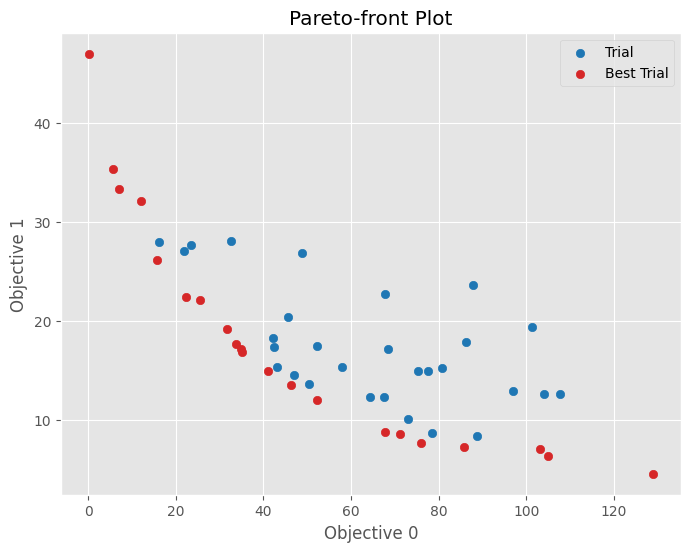 Pareto-front Plot
Trial
Best Trial
Objective 1
40
30
20
10
0 20 40 60 80 100 120
Objective 0